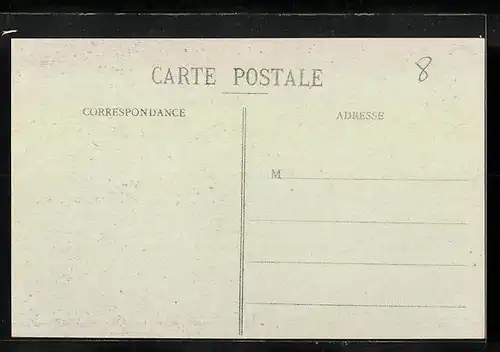 CARTE POSTALE 8
CORRESPONDANCE
ADRESSE
M